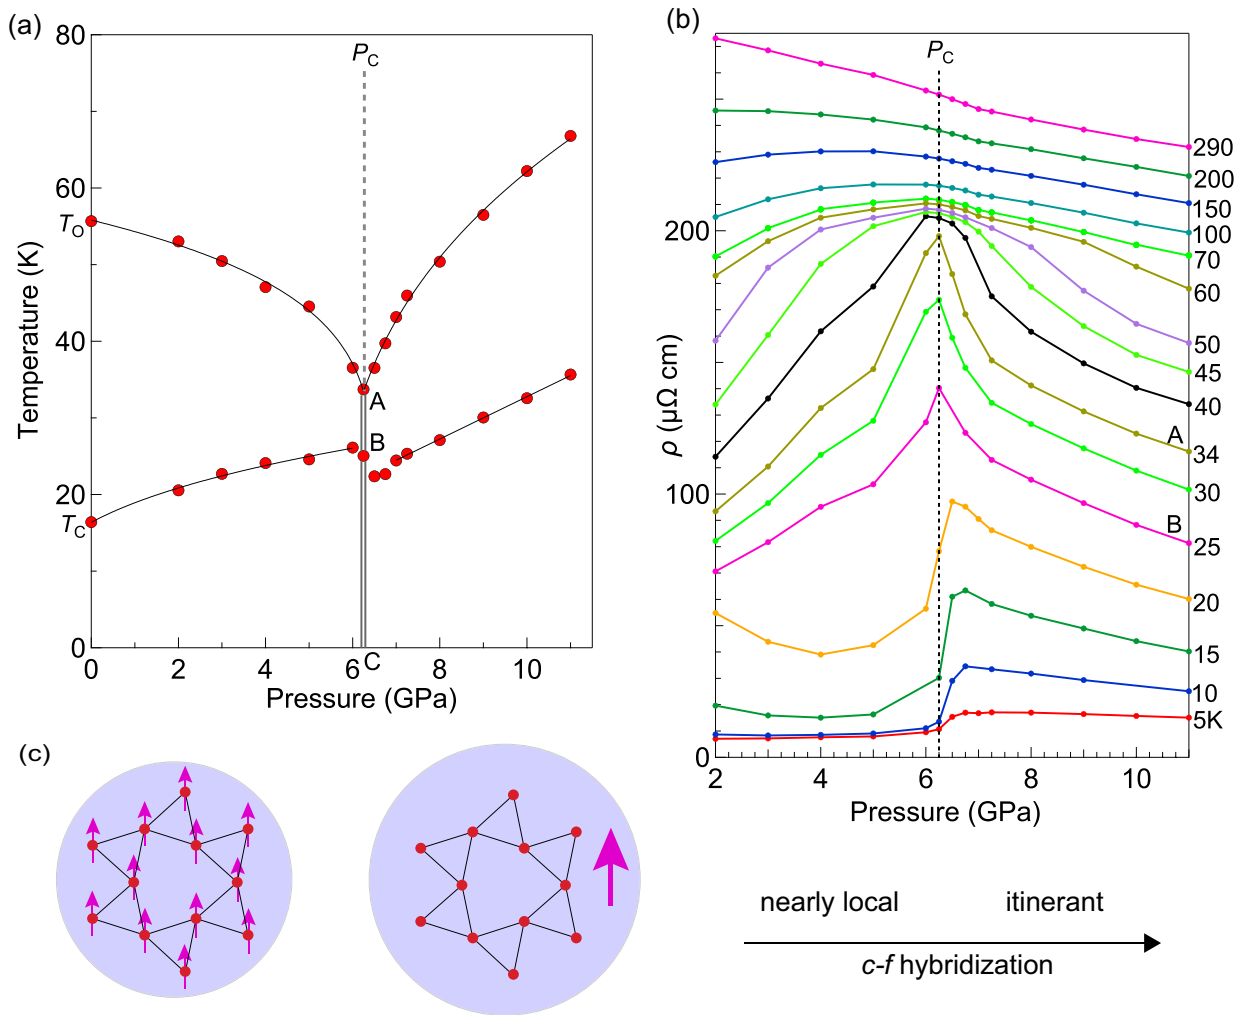 (a)
80
60
40
20
0
Temperature (K)
P_C
T_O
T_C
A
B
C
0 2 4 6 8 10
Pressure (GPa)
(b)
P_C
200
100
0
ρ (μΩ cm)
290
200
150
100
70
60
50
45
40
A
34
30
B
25
20
15
10
5K
2 4 6 8 10
Pressure (GPa)
(c)
nearly local itinerant
c-f hybridization